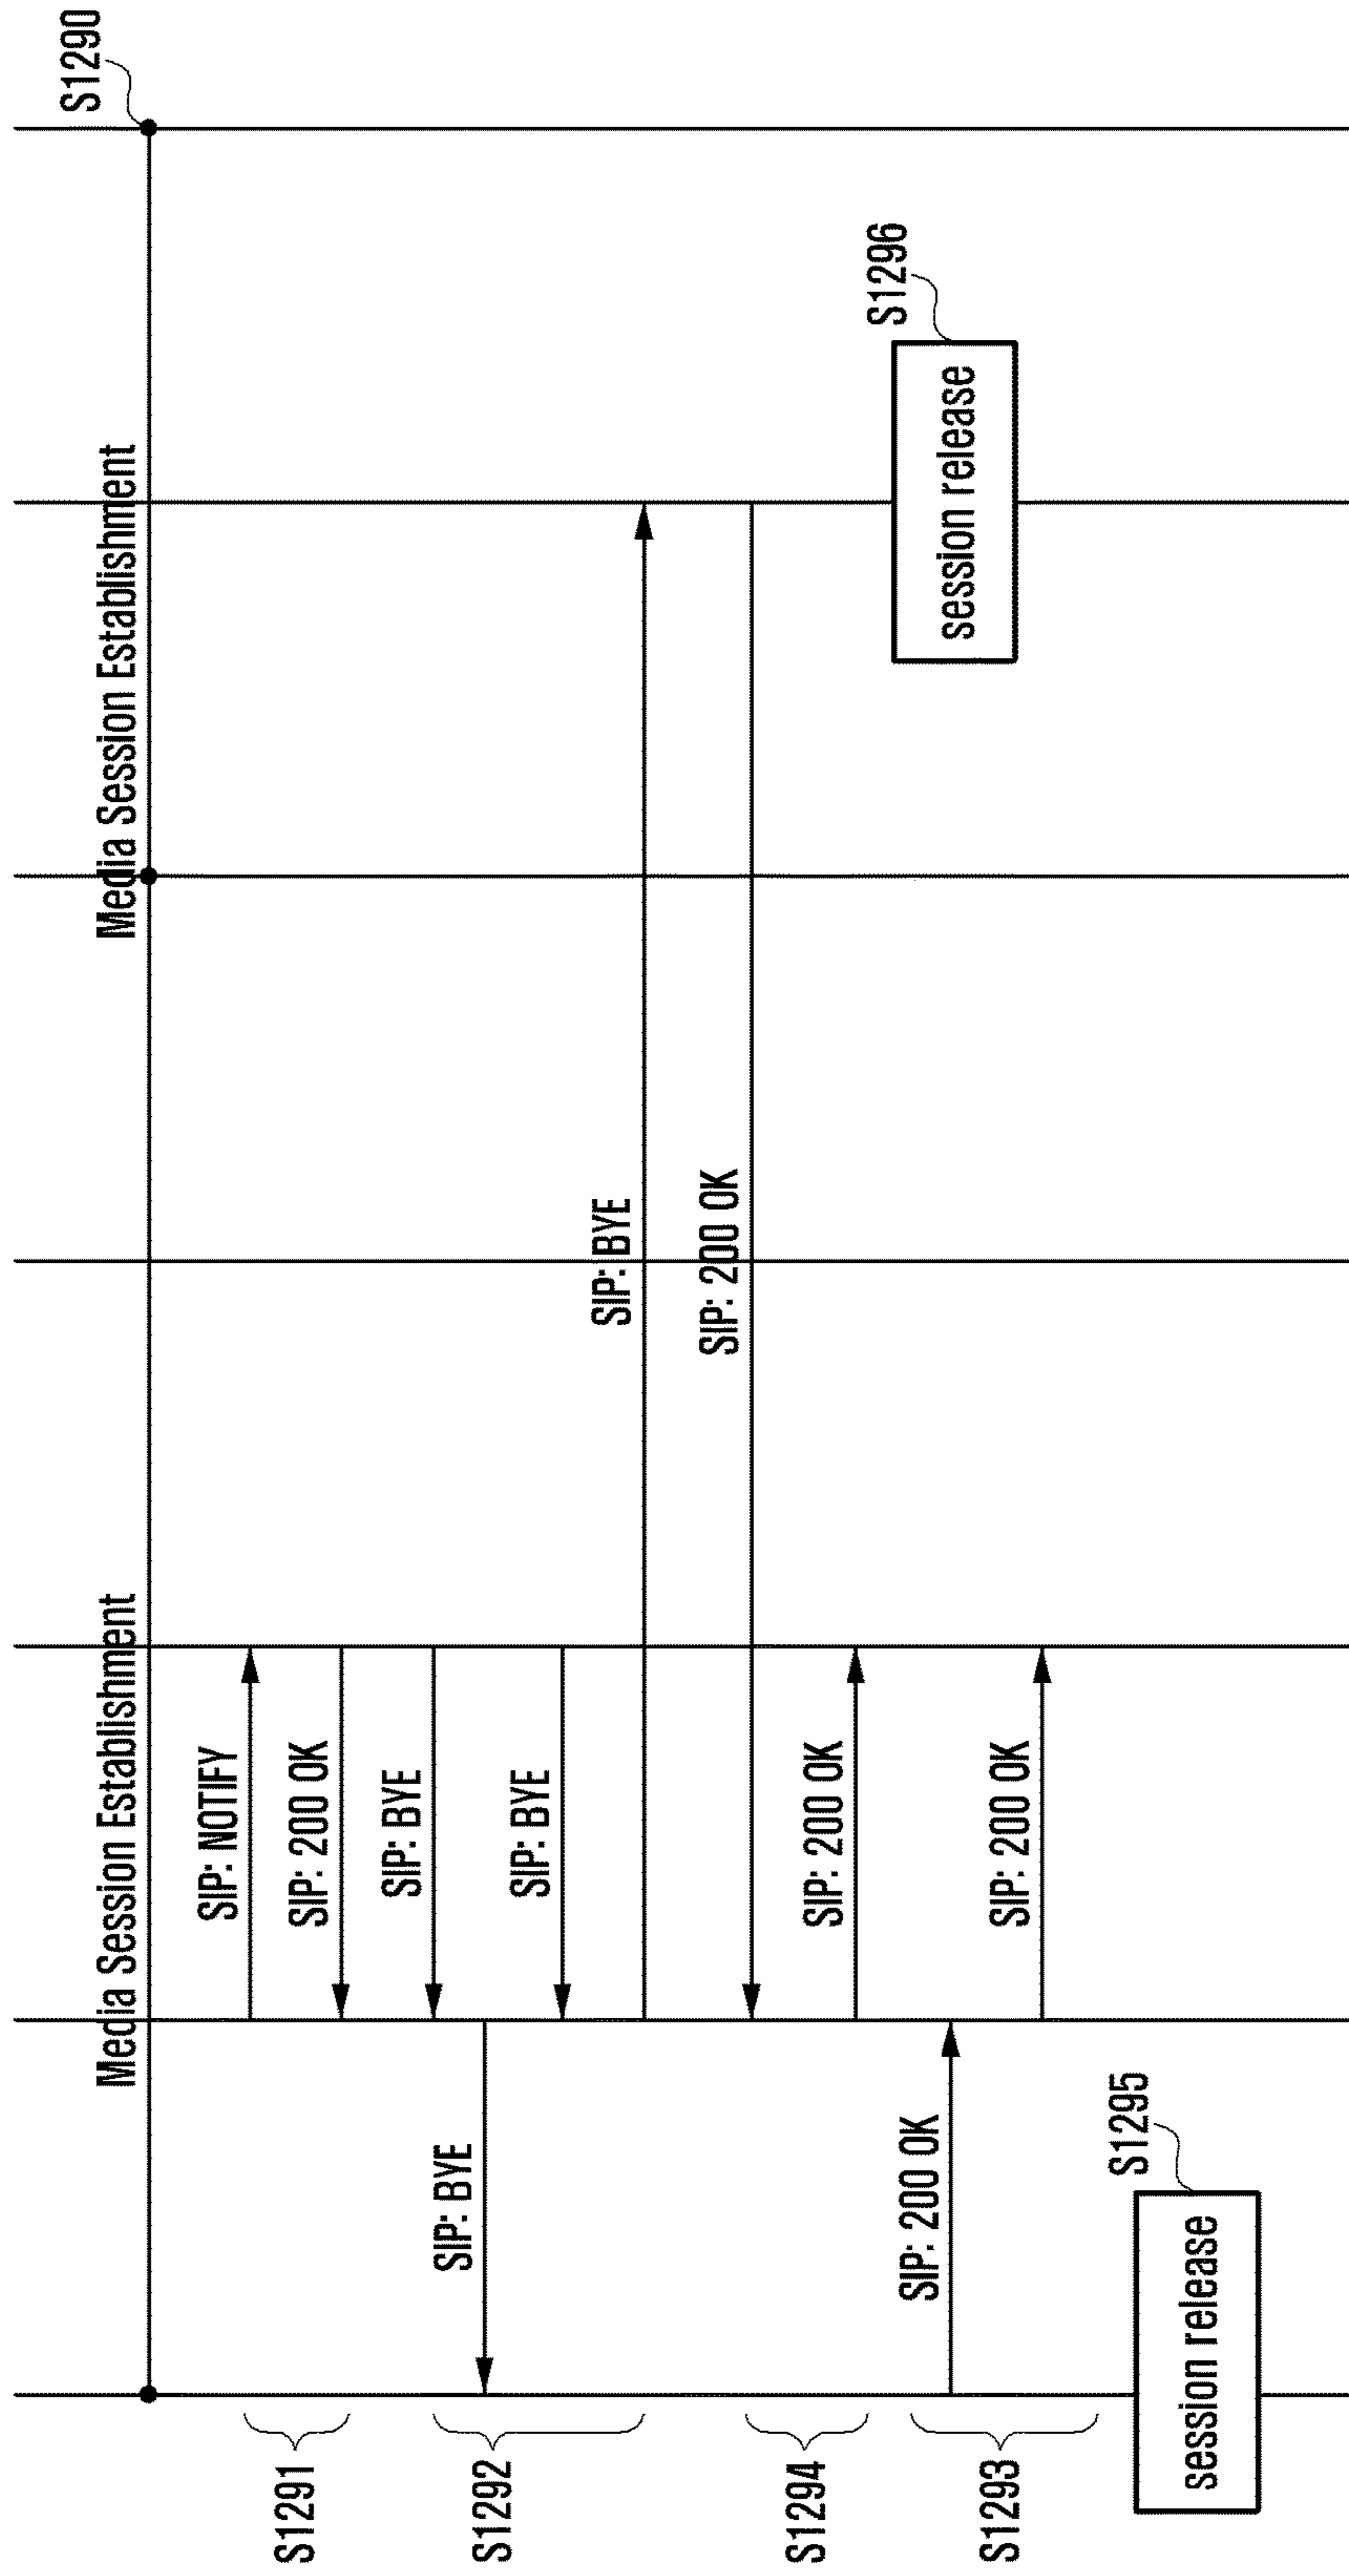 S1290
Media Session Establishment
Media Session Establishment
SIP: NOTIFY
S1291
SIP: 200 OK
SIP: BYE
SIP: BYE
S1292
SIP: BYE
SIP: BYE
SIP: 200 OK
S1294
SIP: 200 OK
S1296
session release
SIP: 200 OK
S1293
SIP: 200 OK
S1295
session release